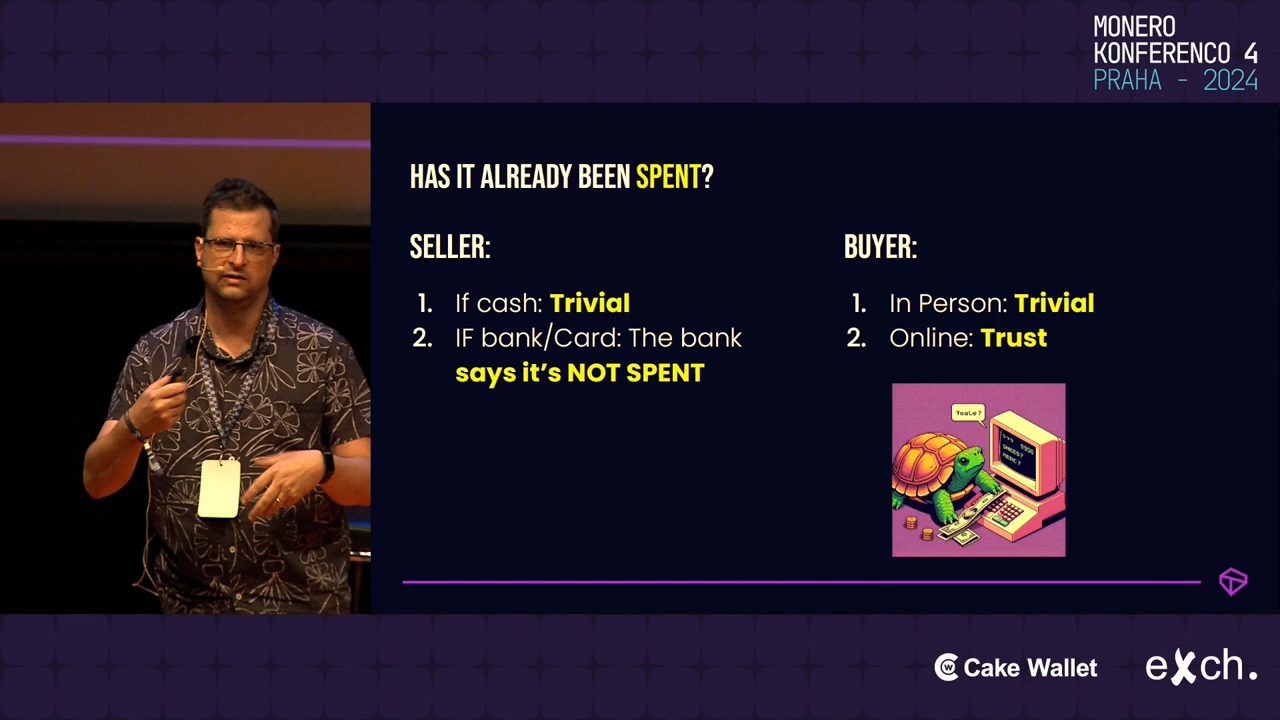 MONERO
KONFERENCO 4
PRAHA - 2024
HAS IT ALREADY BEEN SPENT?
SELLER:
1. If cash: Trivial
2. IF bank/Card: The bank
says it's NOT SPENT
BUYER:
1. In Person: Trivial
2. Online: Trust
Cake Wallet
exch.